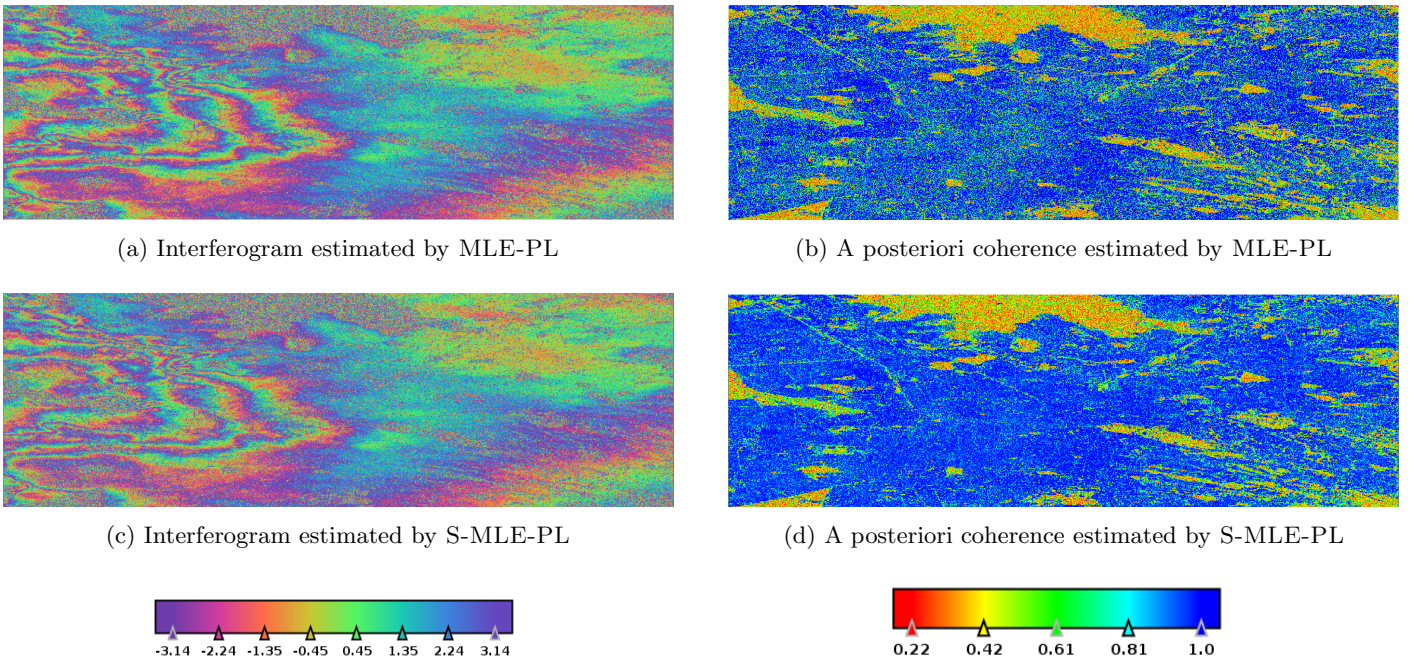 (a) Interferogram estimated by MLE-PL
(b) A posteriori coherence estimated by MLE-PL
(c) Interferogram estimated by S-MLE-PL
(d) A posteriori coherence estimated by S-MLE-PL
-3.14 -2.24 -1.35 -0.45 0.45 1.35 2.24 3.14
0.22 0.42 0.61 0.81 1.0